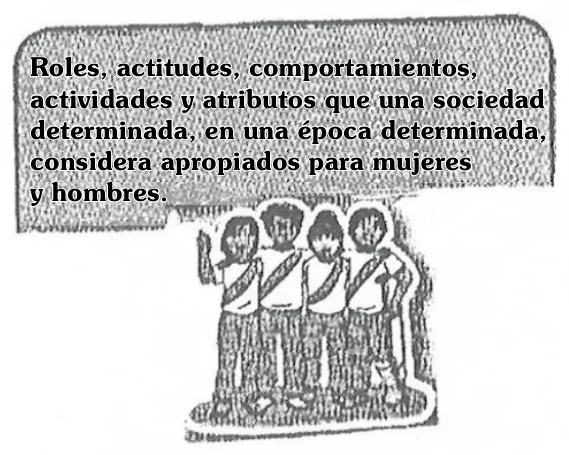 Roles, actitudes, comportamientos,
actividades y atributos que una sociedad
determinada, en una época determinada,
considera apropiados para mujeres
y hombres.